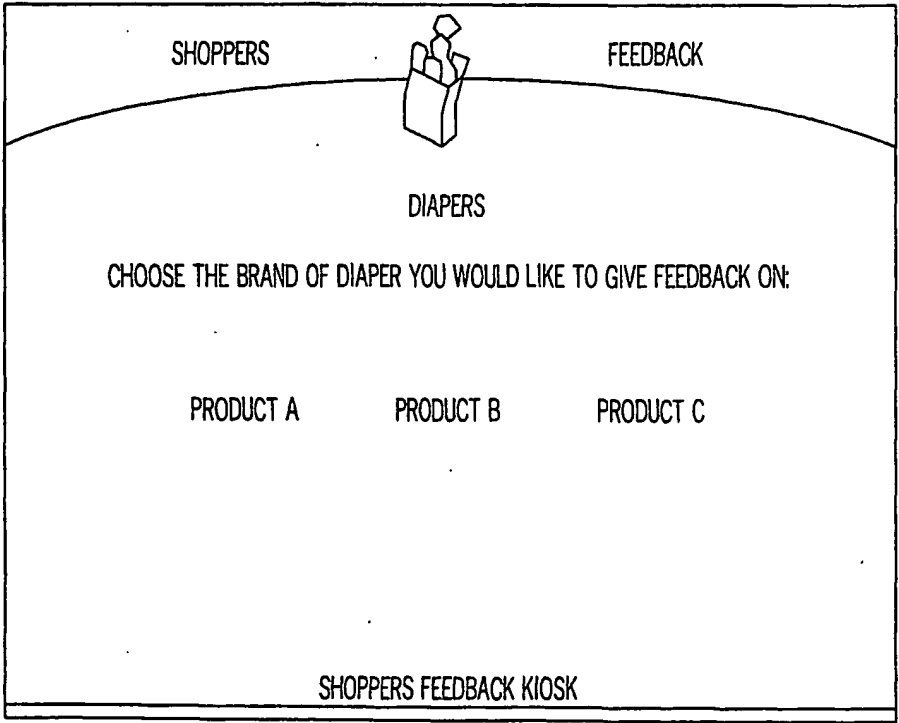 SHOPPERS FEEDBACK
DIAPERS
CHOOSE THE BRAND OF DIAPER YOU WOULD LIKE TO GIVE FEEDBACK ON:
PRODUCT A PRODUCT B PRODUCT C
SHOPPERS FEEDBACK KIOSK